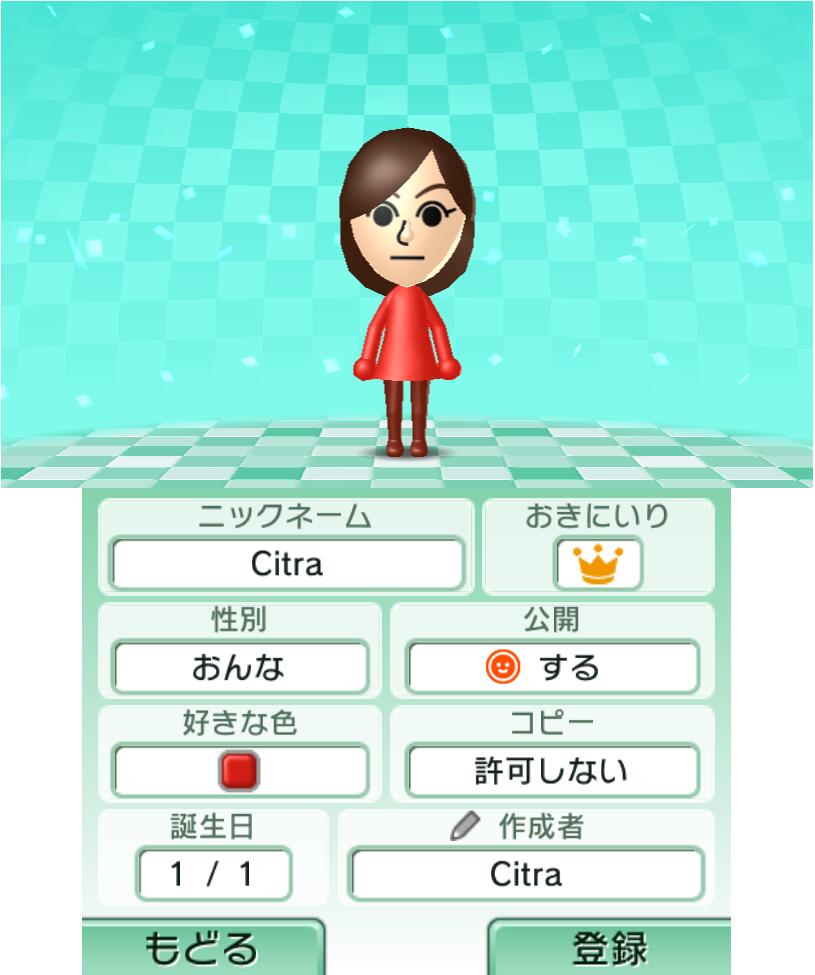 ニックネーム
おきにいり
Citra
性別
公開
おんな
する
好きな色
コピー
許可しない
誕生日
作成者
1 / 1
Citra
もどる
登録